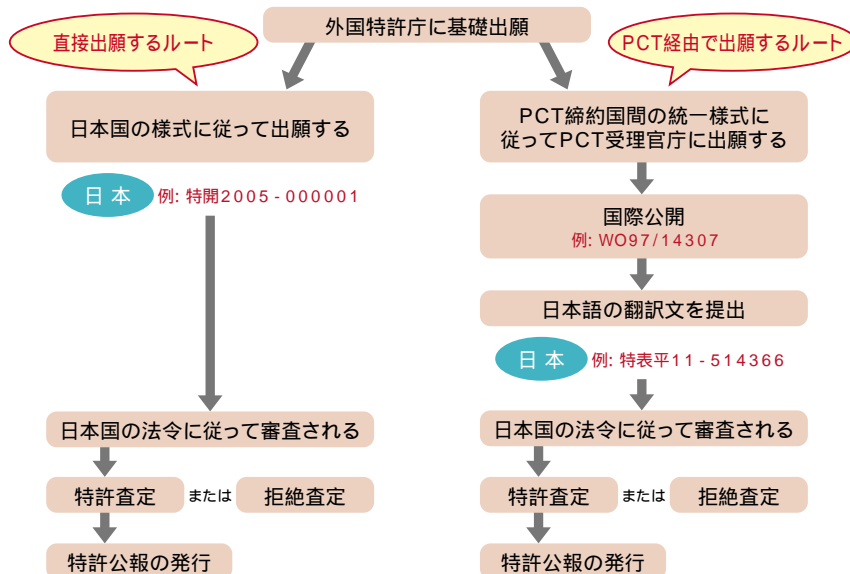 外国特許庁に基礎出願
直接出願するルート
PCT経由で出願するルート
日本国の様式に従って出願する
日本 例: 特開2005-000001
PCT締約国間の統一様式に
従ってPCT受理官庁に出願する
国際公開
例: WO97/14307
日本語の翻訳文を提出
日本 例: 特表平11-514366
日本国の法令に従って審査される
特許査定 または 拒絶査定
特許公報の発行
日本国の法令に従って審査される
特許査定 または 拒絶査定
特許公報の発行